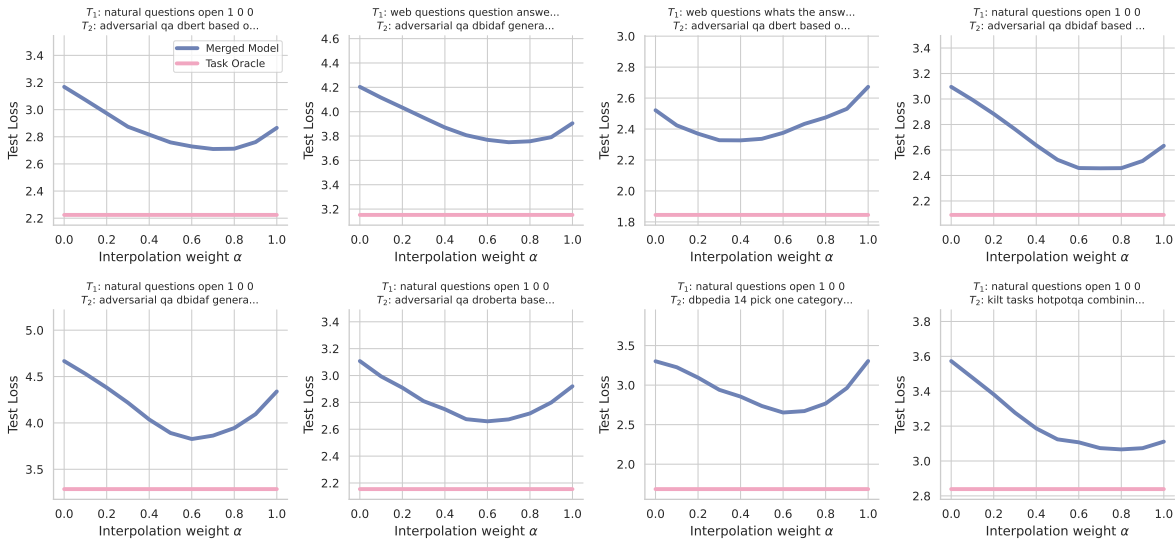 T1: natural questions open 1 0 0
T2: adversarial qa dbert based o...
3.4
3.2
3.0
2.8
2.6
2.4
2.2
Test Loss
Merged Model
Task Oracle
0.0 0.2 0.4 0.6 0.8 1.0
Interpolation weight α
T1: web questions question answe...
T2: adversarial qa dbidaf genera...
4.6
4.4
4.2
4.0
3.8
3.6
3.4
3.2
Test Loss
0.0 0.2 0.4 0.6 0.8 1.0
Interpolation weight α
T1: web questions whats the answ...
T2: adversarial qa dbert based o...
3.0
2.8
2.6
2.4
2.2
2.0
1.8
Test Loss
0.0 0.2 0.4 0.6 0.8 1.0
Interpolation weight α
T1: natural questions open 1 0 0
T2: adversarial qa dbidaf based ...
3.4
3.2
3.0
2.8
2.6
2.4
2.2
Test Loss
0.0 0.2 0.4 0.6 0.8 1.0
Interpolation weight α
T1: natural questions open 1 0 0
T2: adversarial qa dbidaf genera...
5.0
4.5
4.0
3.5
Test Loss
0.0 0.2 0.4 0.6 0.8 1.0
Interpolation weight α
T1: natural questions open 1 0 0
T2: adversarial qa droberta base...
3.4
3.2
3.0
2.8
2.6
2.4
2.2
Test Loss
0.0 0.2 0.4 0.6 0.8 1.0
Interpolation weight α
T1: natural questions open 1 0 0
T2: dbpedia 14 pick one category...
3.5
3.0
2.5
2.0
Test Loss
0.0 0.2 0.4 0.6 0.8 1.0
Interpolation weight α
T1: natural questions open 1 0 0
T2: kilt tasks hotpotqa combinin...
3.8
3.6
3.4
3.2
3.0
2.8
Test Loss
0.0 0.2 0.4 0.6 0.8 1.0
Interpolation weight α